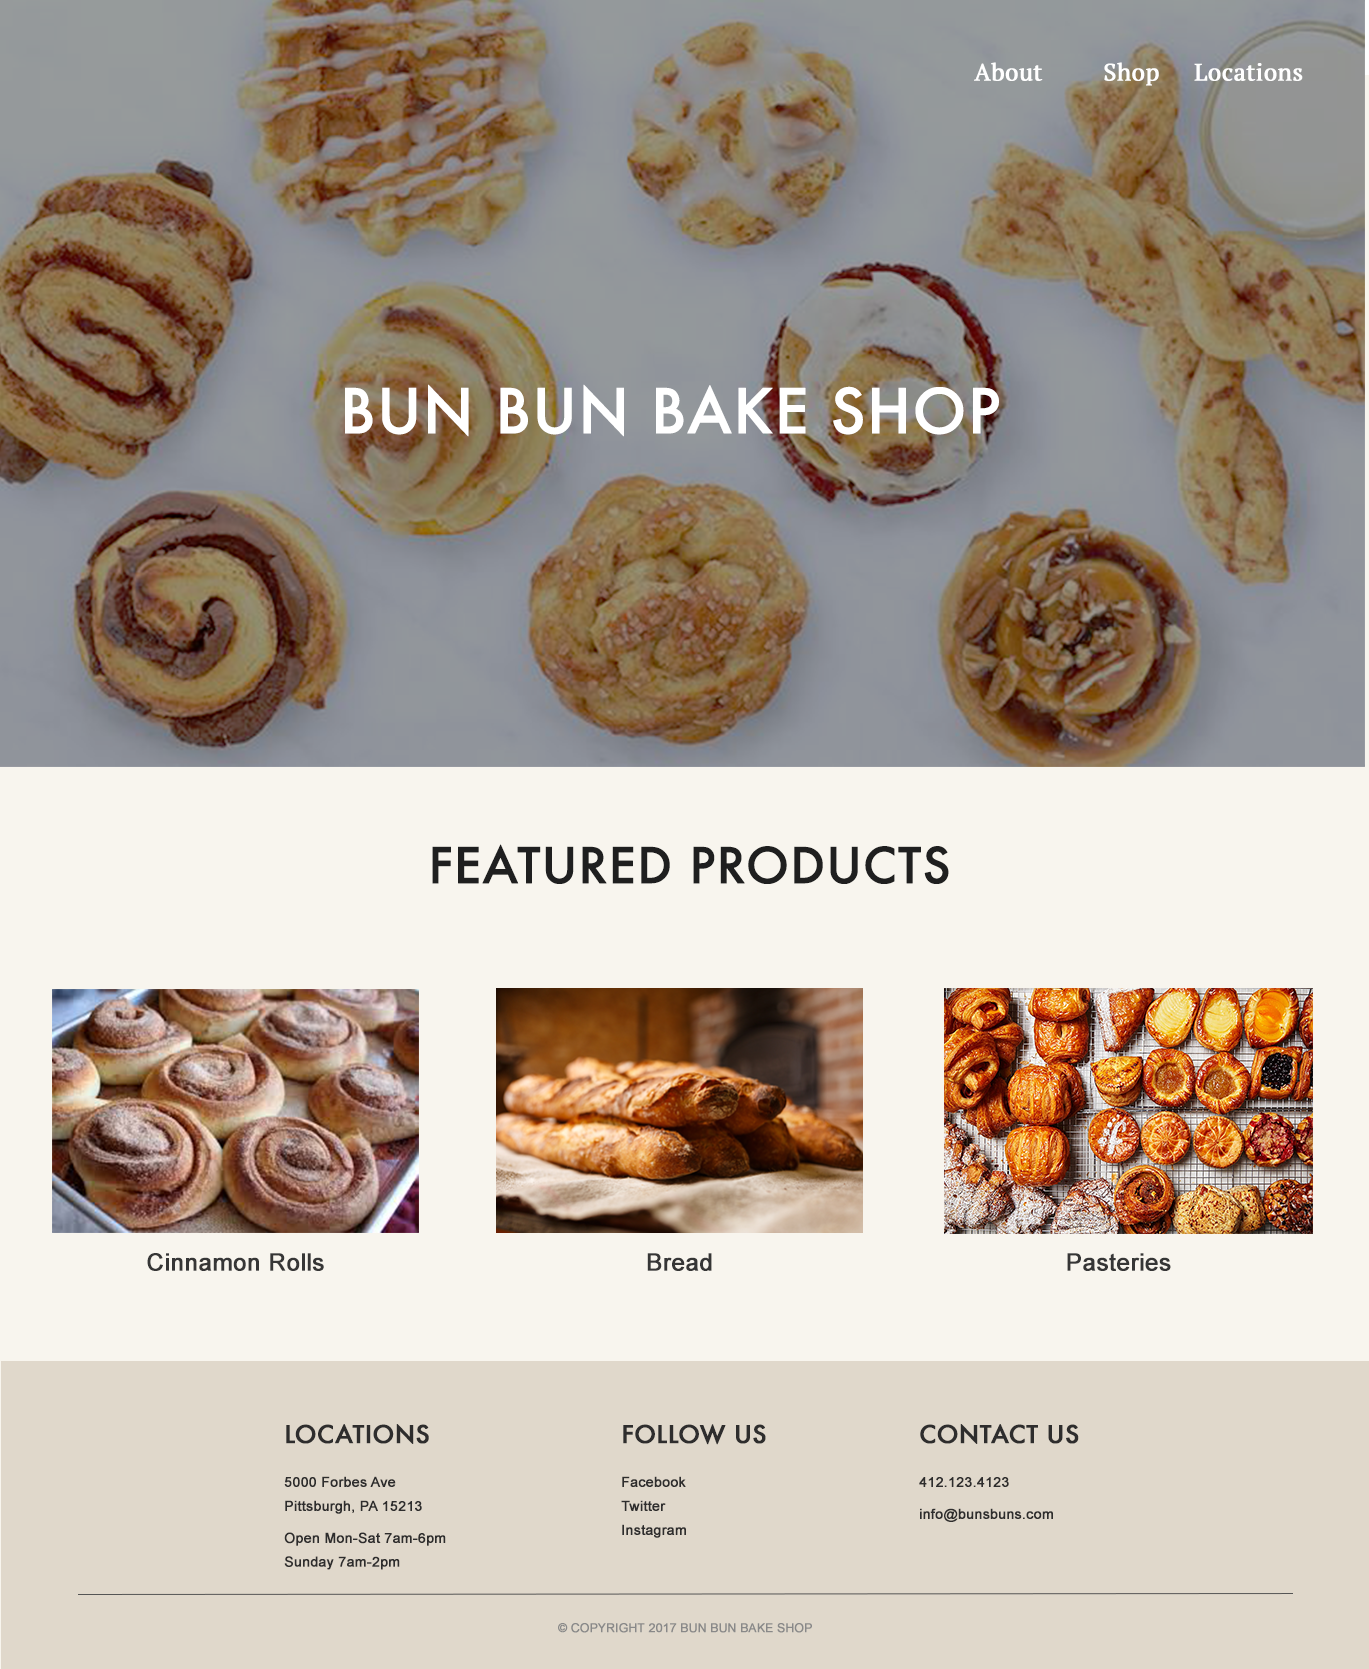 About Shop Locations
BUN BUN BAKE SHOP
FEATURED PRODUCTS
Cinnamon Rolls
Bread
Pasteries
LOCATIONS
5000 Forbes Ave
Pittsburgh, PA 15213
Open Mon-Sat 7am-6pm
Sunday 7am-2pm
FOLLOW US
Facebook
Twitter
Instagram
CONTACT US
412.123.4123
info@bunsbuns.com
© COPYRIGHT 2017 BUN BUN BAKE SHOP